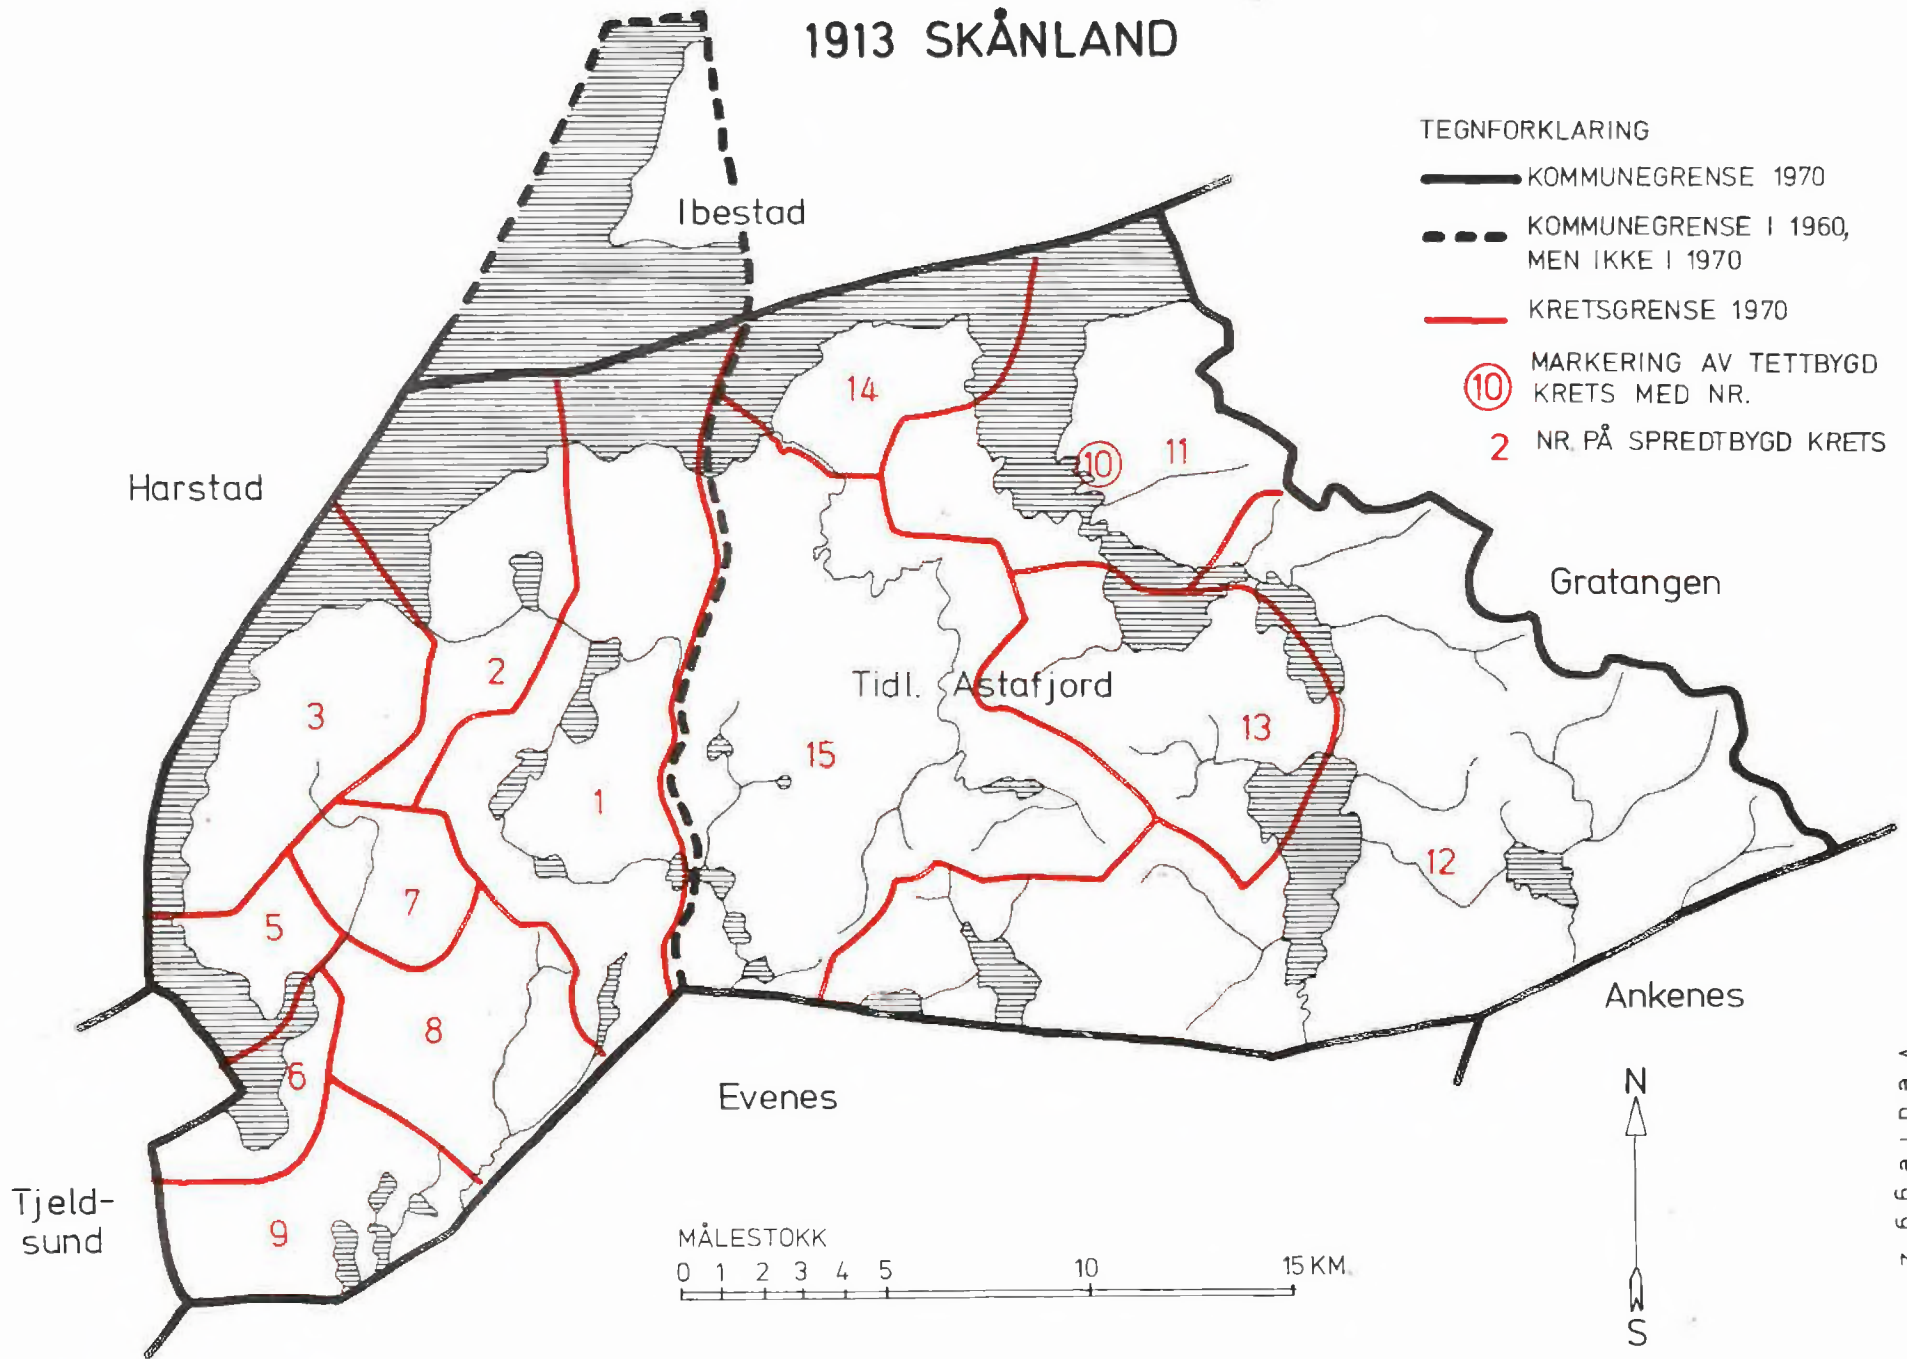 1913 SKÅNLAND
TEGNFORKLARING
KOMMUNEGRENSE 1970
KOMMUNEGRENSE I 1960,
MEN IKKE I 1970
KRETSGRENSE 1970
10 MARKERING AV TETTBYGD
KRETS MED NR.
2 NR. PÅ SPREDTBYGD KRETS
Ibestad
Harstad
Gratangen
Tidl. Astafjord
Ankenes
Evenes
Tjeld-
sund
14
10
11
2
3
13
15
1
12
7
5
8
6
9
MÅLESTOKK
0 1 2 3 4 5 10 15 KM.
N
S